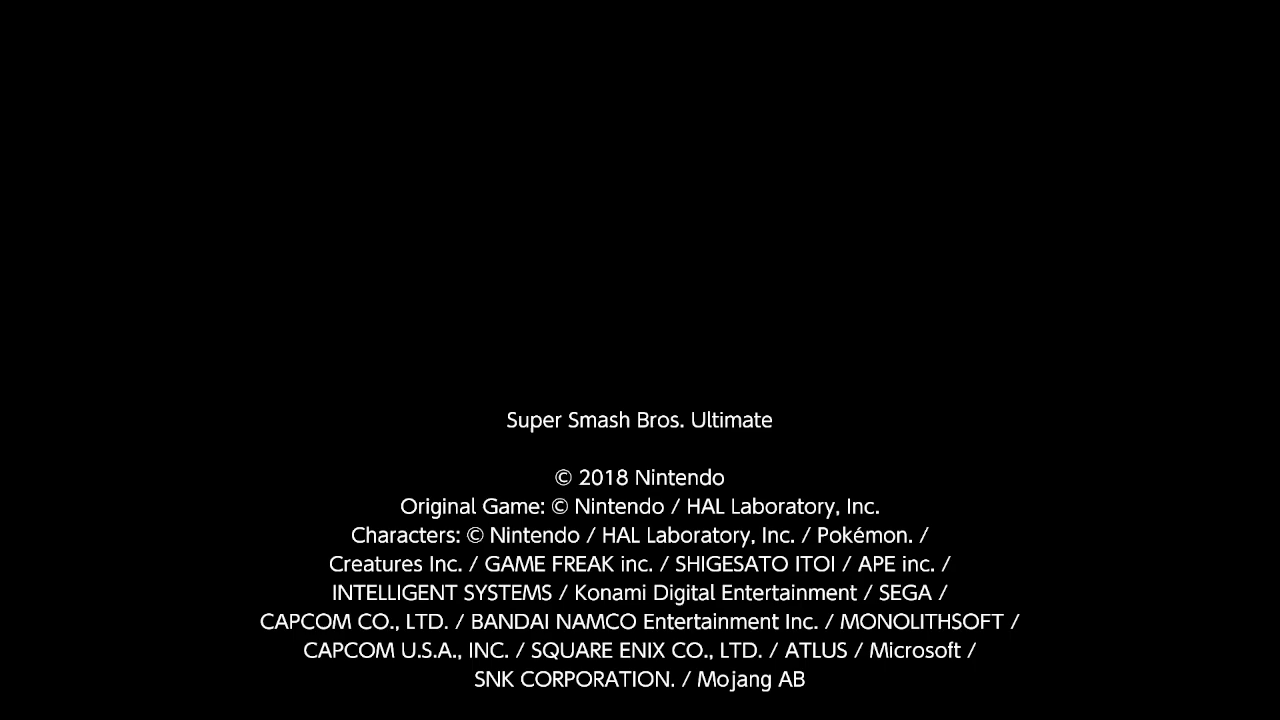 Super Smash Bros. Ultimate
© 2018 Nintendo
Original Game: © Nintendo / HAL Laboratory, Inc.
Characters: © Nintendo / HAL Laboratory, Inc. / Pokémon. /
Creatures Inc. / GAME FREAK inc. / SHIGESATO ITOI / APE inc. /
INTELLIGENT SYSTEMS / Konami Digital Entertainment / SEGA /
CAPCOM CO., LTD. / BANDAI NAMCO Entertainment Inc. / MONOLITHSOFT /
CAPCOM U.S.A., INC. / SQUARE ENIX CO., LTD. / ATLUS / Microsoft /
SNK CORPORATION. / Mojang AB